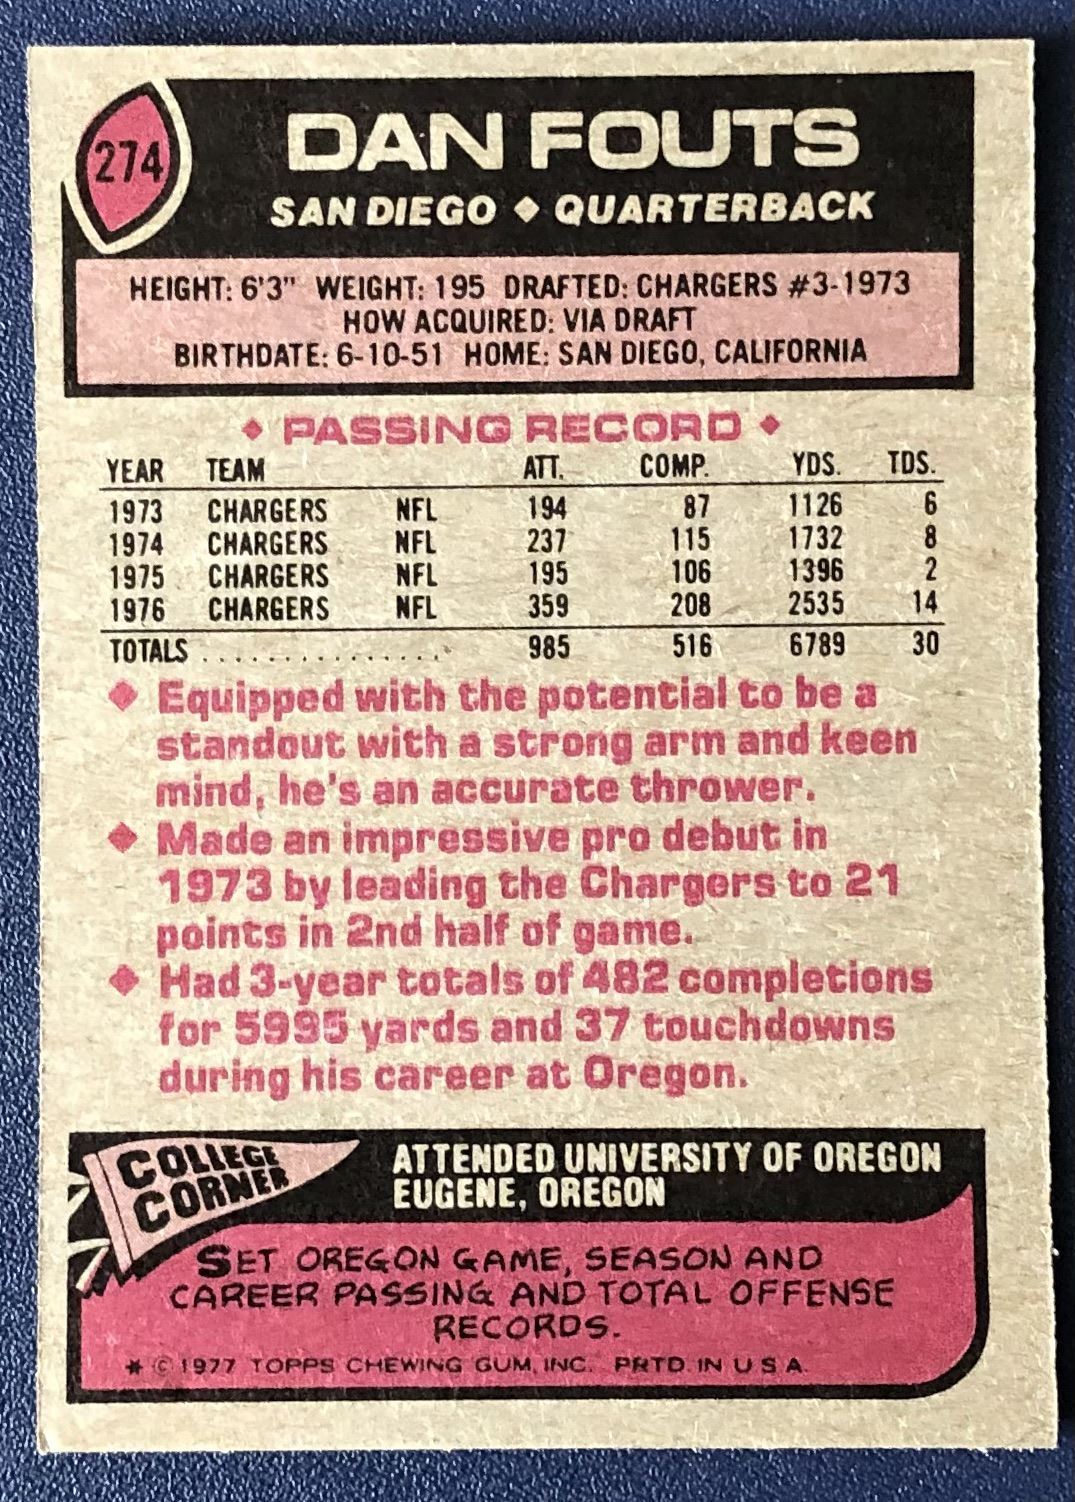 274
DAN FOUTS
SAN DIEGO ♦ QUARTERBACK
HEIGHT: 6'3" WEIGHT: 195 DRAFTED: CHARGERS #3-1973
HOW ACQUIRED: VIA DRAFT
BIRTHDATE: 6-10-51 HOME: SAN DIEGO, CALIFORNIA
♦ PASSING RECORD ♦
YEAR TEAM ATT. COMP. YDS. TDS.
1973 CHARGERS NFL 194 87 1126 6
1974 CHARGERS NFL 237 115 1732 8
1975 CHARGERS NFL 195 106 1396 2
1976 CHARGERS NFL 359 208 2535 14
TOTALS ................ 985 516 6789 30
♦ Equipped with the potential to be a
standout with a strong arm and keen
mind, he's an accurate thrower.
♦ Made an impressive pro debut in
1973 by leading the Chargers to 21
points in 2nd half of game.
♦ Had 3-year totals of 482 completions
for 5995 yards and 37 touchdowns
during his career at Oregon.
COLLEGE
CORNER
ATTENDED UNIVERSITY OF OREGON
EUGENE, OREGON
SET OREGON GAME, SEASON AND
CAREER PASSING AND TOTAL OFFENSE
RECORDS.
* © 1977 TOPPS CHEWING GUM, INC. PRTD. IN U S A.